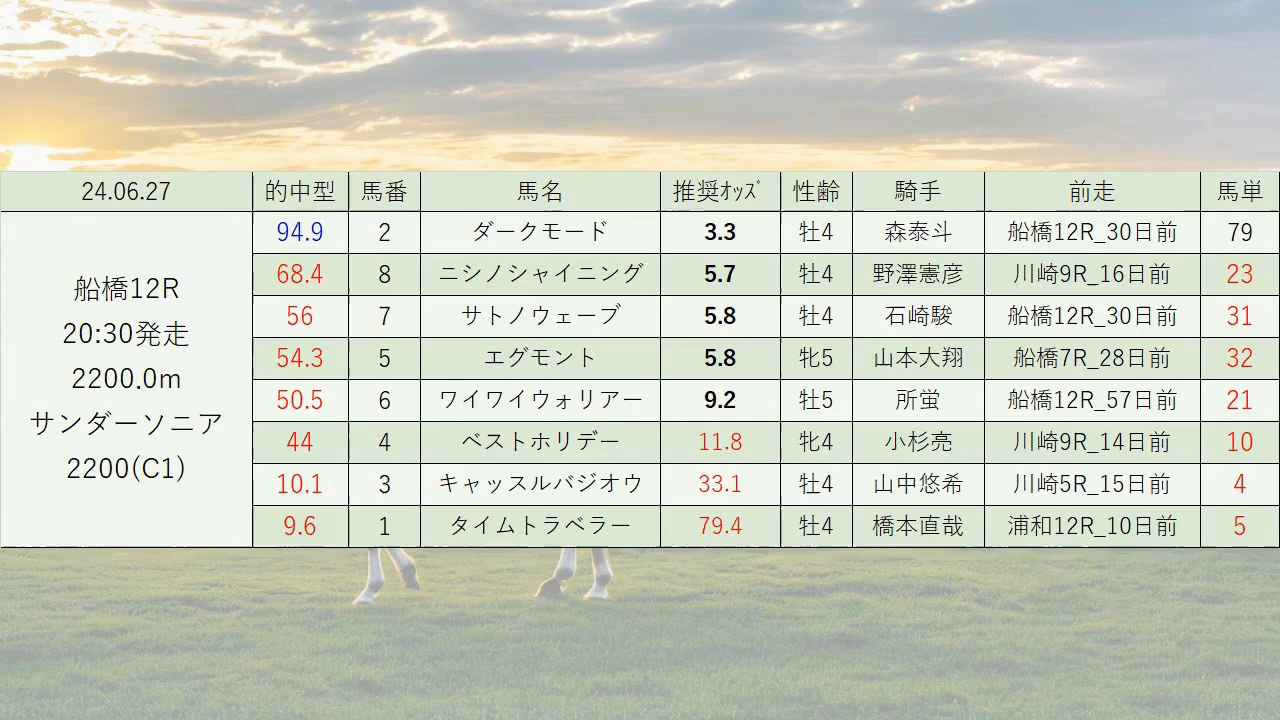 24.06.27 的中型 馬番 馬名 推奨ｵｯｽﾞ 性齢 騎手 前走 馬単
船橋12R
20:30発走
2200.0m
サンダーソニア
2200(C1)
94.9 2 ダークモード 3.3 牡4 森泰斗 船橋12R_30日前 79
68.4 8 ニシノシャイニング 5.7 牡4 野澤憲彦 川崎9R_16日前 23
56 7 サトノウェーブ 5.8 牡4 石崎駿 船橋12R_30日前 31
54.3 5 エグモント 5.8 牝5 山本大翔 船橋7R_28日前 32
50.5 6 ワイワイウォリアー 9.2 牡5 所蛍 船橋12R_57日前 21
44 4 ベストホリデー 11.8 牝4 小杉亮 川崎9R_14日前 10
10.1 3 キャッスルバジオウ 33.1 牡4 山中悠希 川崎5R_15日前 4
9.6 1 タイムトラベラー 79.4 牡4 橋本直哉 浦和12R_10日前 5